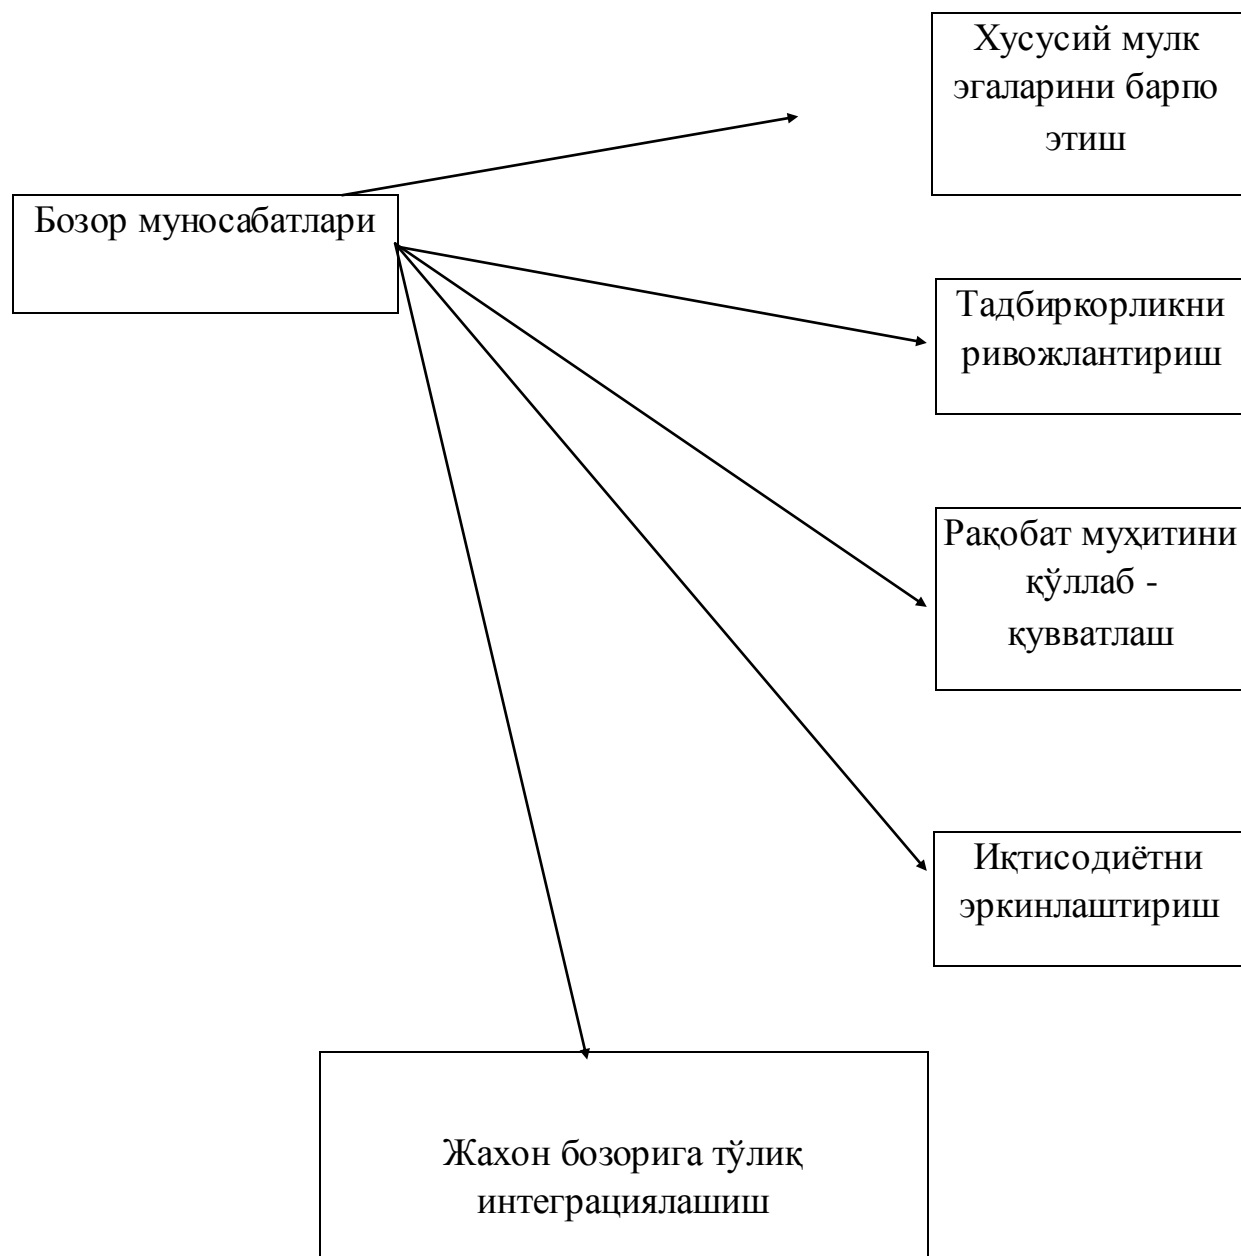 Хусусий мулк
эгаларини барпо
этиш
Бозор муносабатлари
Тадбиркорликни
ривожлантириш
Рақобат муҳитини
қўллаб -
қувватлаш
Иқтисодиётни
эркинлаштириш
Жахон бозорига тўлиқ
интеграциялашиш